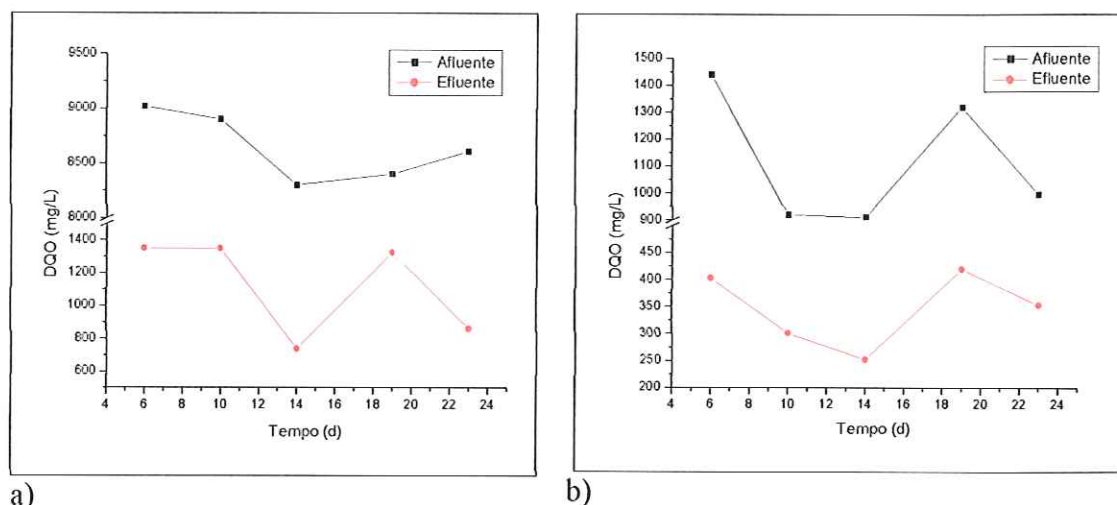 9500
9000
8500
8000
1400
1200
1000
800
600
DQO (mg/L)
Afluente
Efluente
4 6 8 10 12 14 16 18 20 22 24
Tempo (d)
a)
1500
1400
1300
1200
1100
1000
900
450
400
350
300
250
200
DQO (mg/L)
Afluente
Efluente
4 6 8 10 12 14 16 18 20 22 24
Tempo (d)
b)